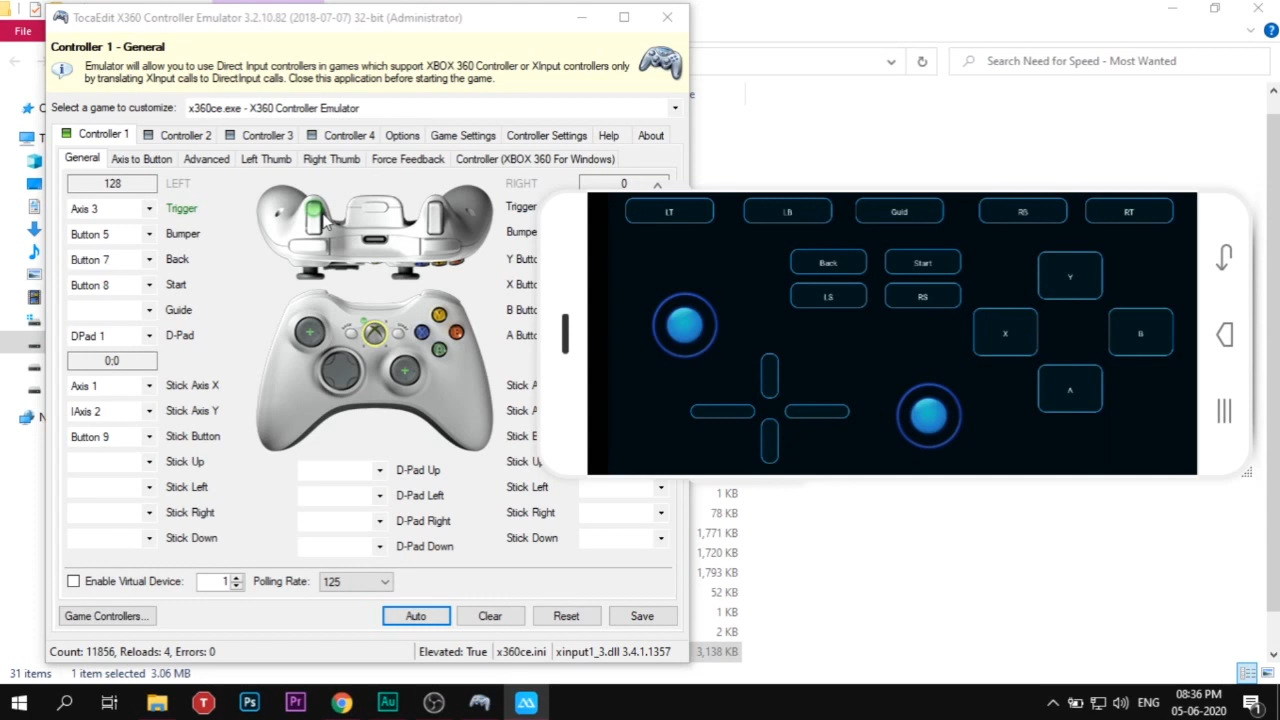 TocaEdit X360 Controller Emulator 3.2.10.82 (2018-07-07) 32-bit (Administrator)
File
Controller 1 - General
Emulator will allow you to use Direct Input controllers in games which support XBOX 360 Controller or XInput controllers only
by translating XInput calls to DirectInput calls. Close this application before starting the game.
Search Need for Speed - Most Wanted
Select a game to customize: x360ce.exe - X360 Controller Emulator
Controller 1 Controller 2 Controller 3 Controller 4 Options Game Settings Controller Settings Help About
General Axis to Button Advanced Left Thumb Right Thumb Force Feedback Controller (XBOX 360 For Windows)
128 LEFT RIGHT 0
Axis 3 Trigger Trigger
Button 5 Bumper Bumpe
Button 7 Back Y Butto
Button 8 Start X Butto
Guide B Butto
DPad 1 D-Pad A Butto
0:0
Axis 1 Stick Axis X Stick A
IAxis 2 Stick Axis Y Stick A
Button 9 Stick Button Stick E
Stick Up D-Pad Up Stick Up
Stick Left D-Pad Left Stick Left
Stick Right D-Pad Right Stick Right
Stick Down D-Pad Down Stick Down
LT LB Guid RB RT
Back Start
LS RS
Y
X B
A
1 KB
78 KB
1,771 KB
1,720 KB
1,793 KB
52 KB
1 KB
2 KB
3,138 KB
Enable Virtual Device: 1 Polling Rate: 125
Game Controllers... Auto Clear Reset Save
Count: 11856, Reloads: 4, Errors: 0 Elevated: True x360ce.ini xinput1_3.dll 3.4.1.1357
31 items 1 item selected 3.06 MB
T Ps Pr Au ENG 08:36 PM
05-06-2020 1